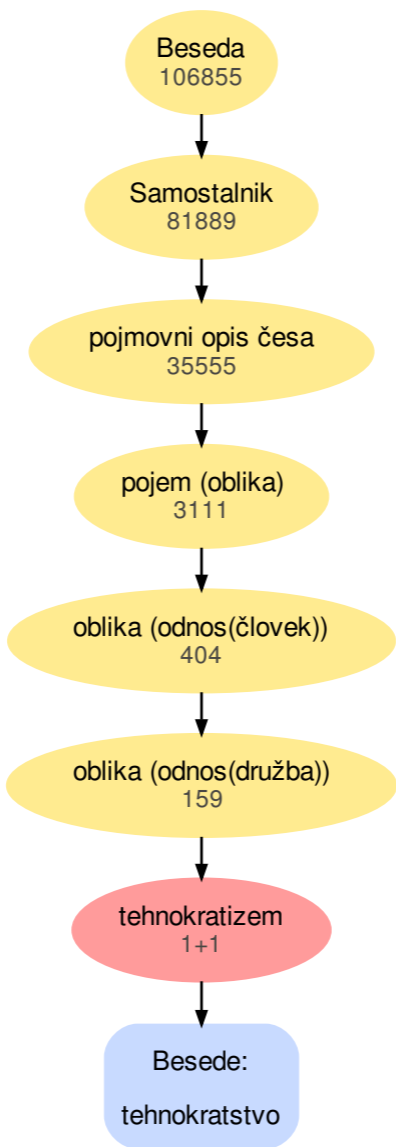 Beseda
106855
Samostalnik
81889
pojmovni opis česa
35555
pojem (oblika)
3111
oblika (odnos(človek))
404
oblika (odnos(družba))
159
tehnokratizem
1+1
Besede:
tehnokratstvo